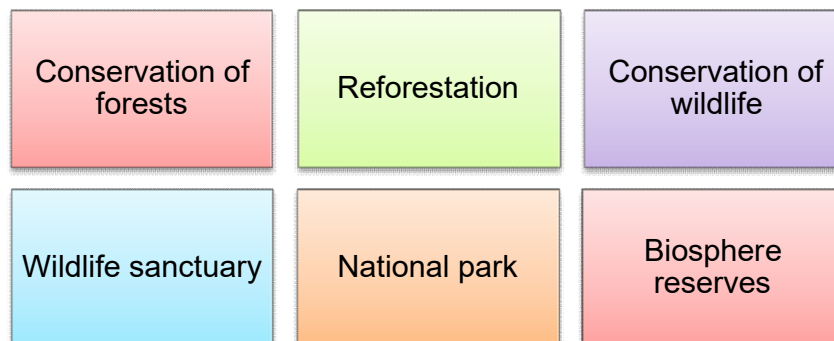 Conservation of
forests
Reforestation
Conservation of
wildlife
Wildlife sanctuary
National park
Biosphere
reserves